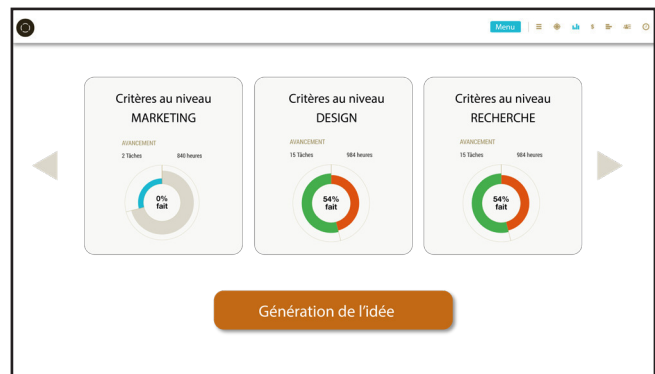 Menu
$
Critères au niveau
MARKETING
AVANCEMENT
2 Tâches 840 heures
0%
fait
Critères au niveau
DESIGN
AVANCEMENT
15 Tâches 984 heures
54%
fait
Critères au niveau
RECHERCHE
AVANCEMENT
15 Tâches 984 heures
54%
fait
Génération de l'idée